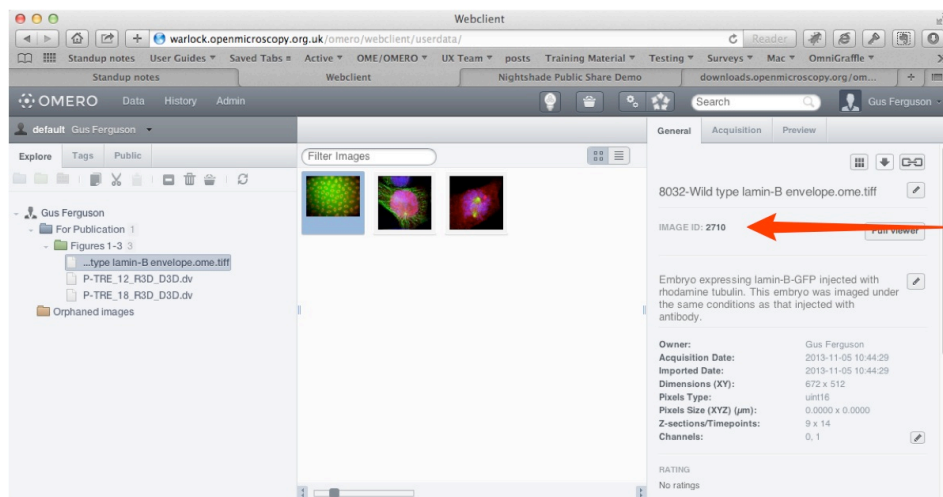 Webclient
warlock.openmicroscopy.org.uk/omero/webclient/userdata/
Reader
Standup notes User Guides Saved Tabs Active OME/OMERO UX Team posts Training Material Testing Surveys Mac OmniGraffle
Standup notes Webclient Nightshade Public Share Demo downloads.openmicroscopy.org/om...
OMERO Data History Admin Search Gus Ferguson
default Gus Ferguson
General Acquisition Preview
Explore Tags Public
Filter Images
8032-Wild type lamin-B envelope.ome.tiff
Gus Ferguson
For Publication 1
Figures 1-3 3
...type lamin-B envelope.ome.tiff
P-TRE_12_R3D_D3D.dv
P-TRE_18_R3D_D3D.dv
Orphaned images
IMAGE ID: 2710
Full viewer
Embryo expressing lamin-B-GFP injected with
rhodamine tubulin. This embryo was imaged under
the same conditions as that injected with
antibody.
Owner: Gus Ferguson
Acquisition Date: 2013-11-05 10:44:29
Imported Date: 2013-11-05 10:44:29
Dimensions (XY): 672 x 512
Pixels Type: uint16
Pixels Size (XYZ) (µm): 0.0000 x 0.0000
Z-sections/Timepoints: 9 x 14
Channels: 0, 1
RATING
No ratings